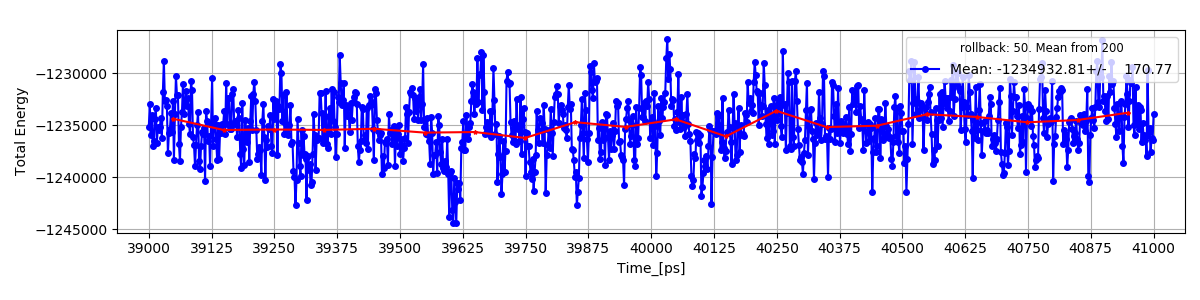 rollback: 50. Mean from 200
Mean: -1234932.81+/- 170.77
Total Energy
−1230000
−1235000
−1240000
−1245000
39000 39125 39250 39375 39500 39625 39750 39875 40000 40125 40250 40375 40500 40625 40750 40875 41000
Time_[ps]